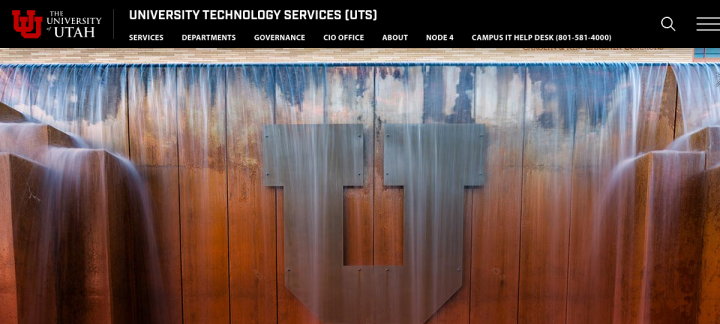 THE
UNIVERSITY
of UTAH
UNIVERSITY TECHNOLOGY SERVICES (UTS)
SERVICES DEPARTMENTS GOVERNANCE CIO OFFICE ABOUT NODE 4 CAMPUS IT HELP DESK (801-581-4000)